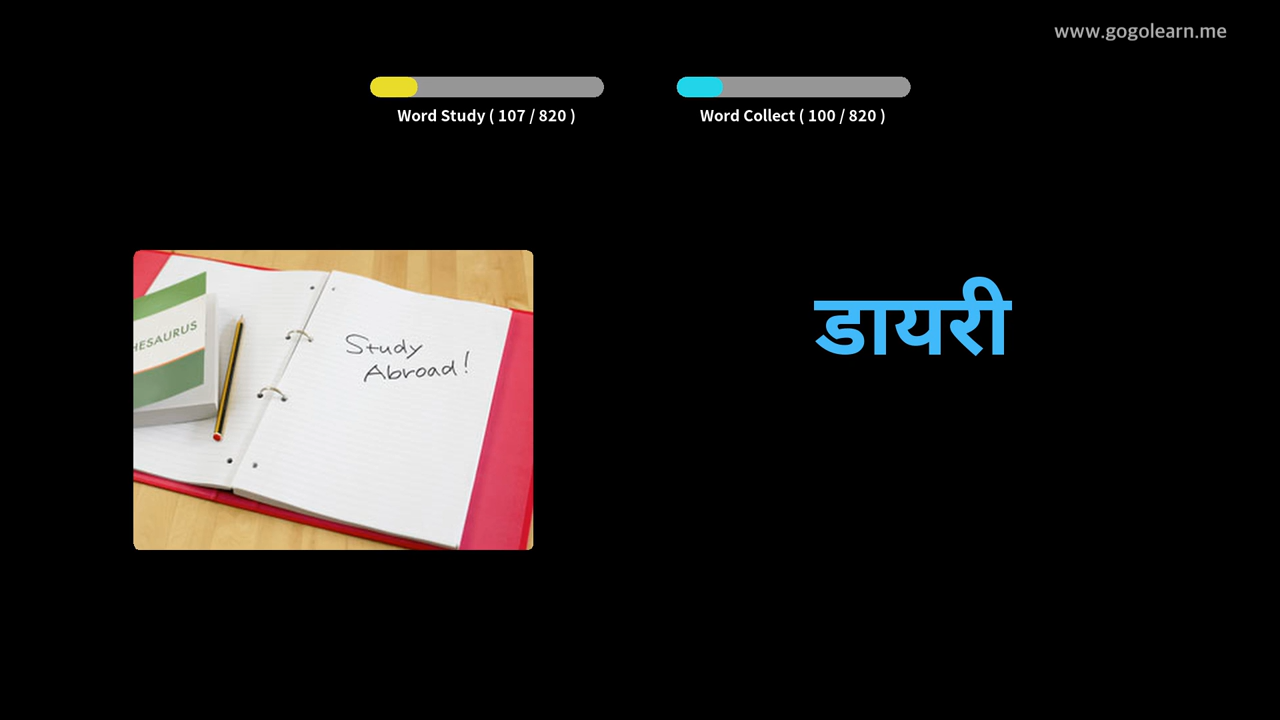 www.gogolearn.me
Word Study ( 107 / 820 )
Word Collect ( 100 / 820 )
HESAURUS
Study
Abroad!
डायरी